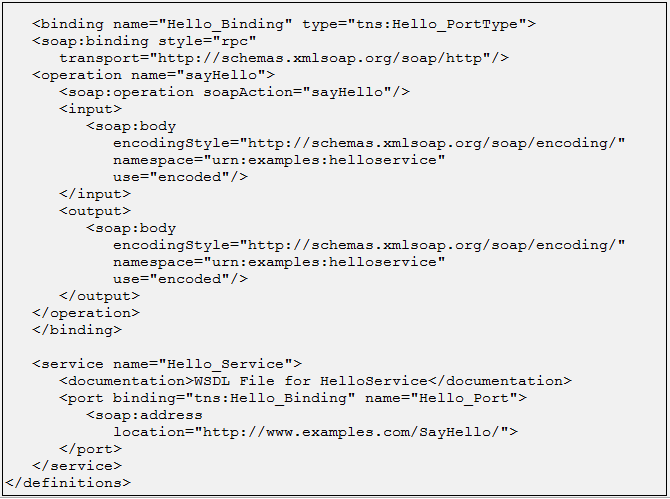 <binding name="Hello_Binding" type="tns:Hello_PortType">
<soap:binding style="rpc"
transport="http://schemas.xmlsoap.org/soap/http"/>
<operation name="sayHello">
<soap:operation soapAction="sayHello"/>
<input>
<soap:body
encodingStyle="http://schemas.xmlsoap.org/soap/encoding/"
namespace="urn:examples:helloservice"
use="encoded"/>
</input>
<output>
<soap:body
encodingStyle="http://schemas.xmlsoap.org/soap/encoding/"
namespace="urn:examples:helloservice"
use="encoded"/>
</output>
</operation>
</binding>
<service name="Hello_Service">
<documentation>WSDL File for HelloService</documentation>
<port binding="tns:Hello_Binding" name="Hello_Port">
<soap:address
location="http://www.examples.com/SayHello/">
</port>
</service>
</definitions>